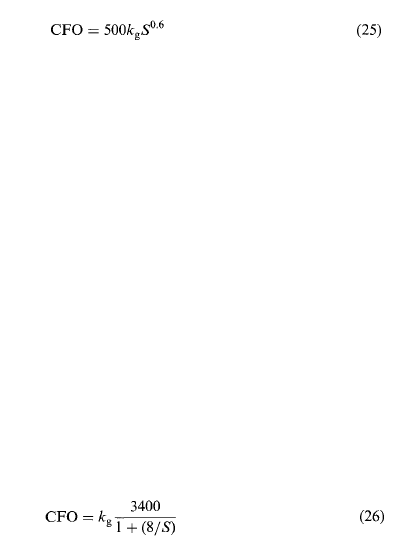 CFO = 500k_g S^0.6 (25)
CFO = k_g 3400 / 1 + (8/S) (26)